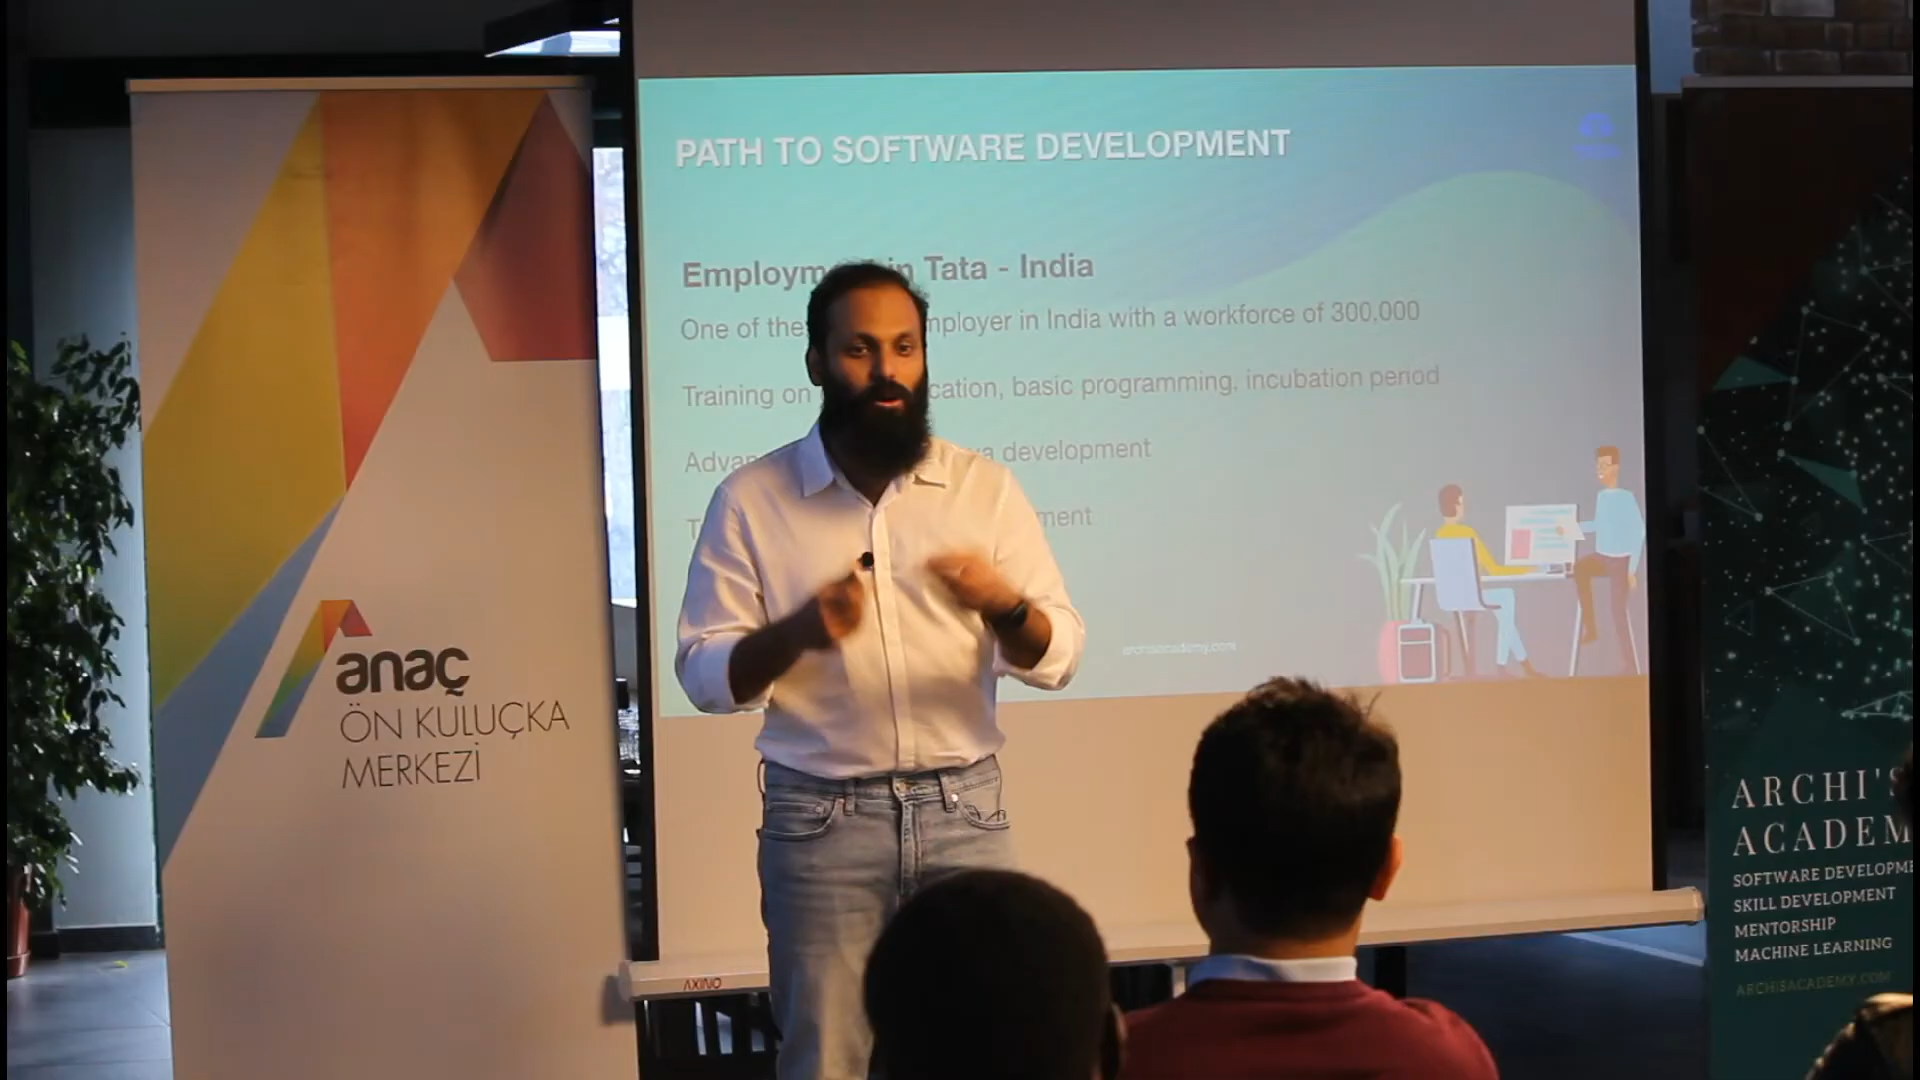 anaç
ÖN KULUÇKA
MERKEZİ
PATH TO SOFTWARE DEVELOPMENT
Employm in Tata - India
One of the mployer in India with a workforce of 300,000
Training on cation, basic programming, incubation period
Advan a development
T ment
archisacademy.com
AXINO
ARCHI'S
ACADEM
SOFTWARE DEVELOPME
SKILL DEVELOPMENT
MENTORSHIP
MACHINE LEARNING
ARCHISACADEMY.COM